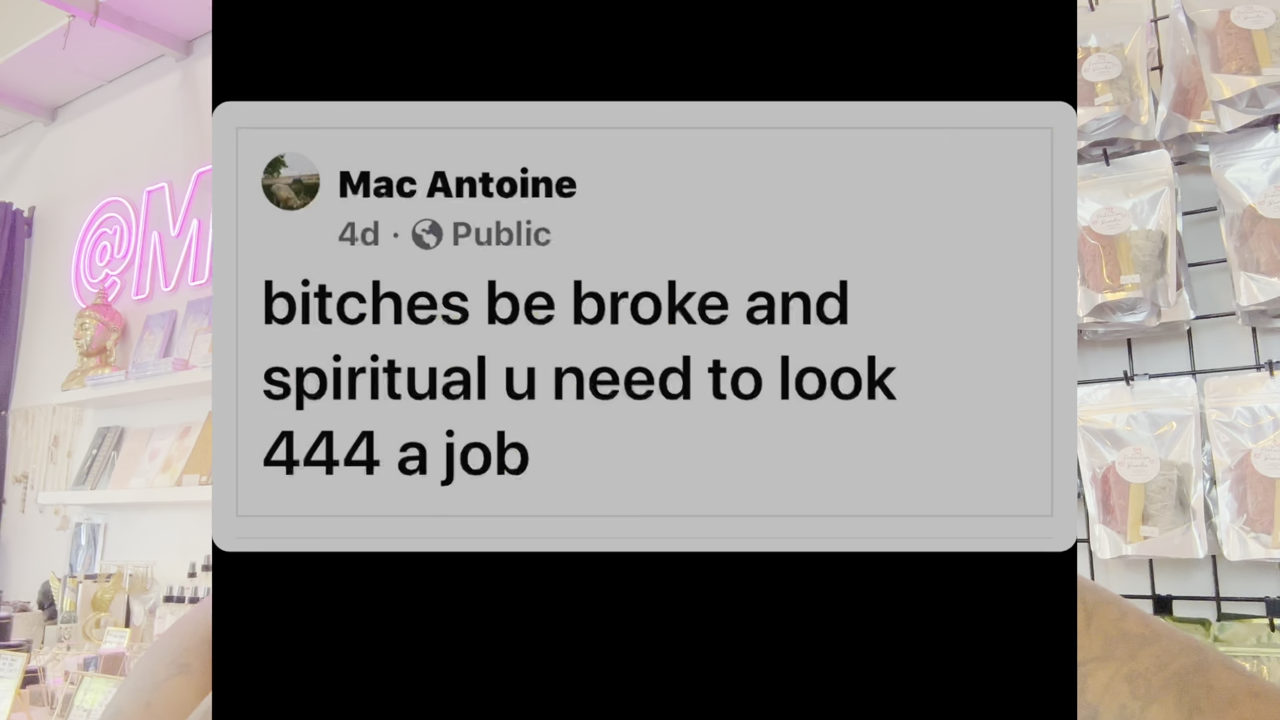 @M
Mac Antoine
4d · Public
bitches be broke and
spiritual u need to look
444 a job